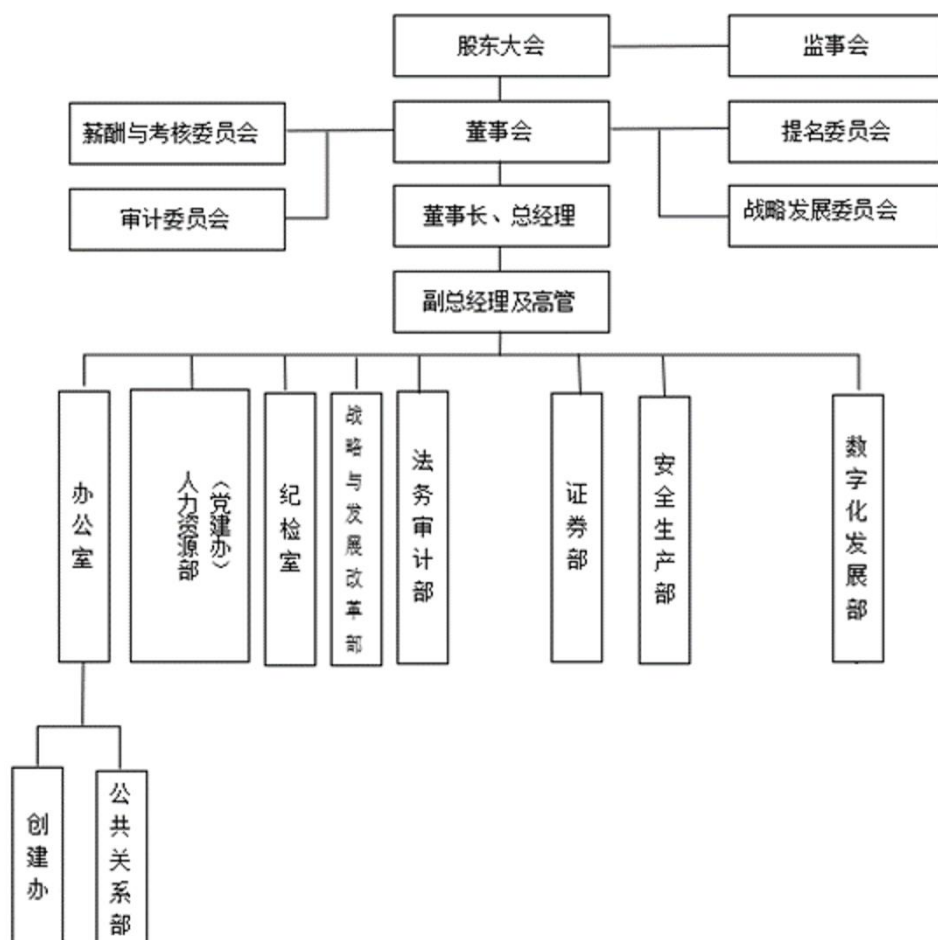 股东大会
监事会
薪酬与考核委员会
董事会
提名委员会
审计委员会
董事长、总经理
战略发展委员会
副总经理及高管
办公室
人力资源部
（党建办）
纪检室
战略与发展改革部
法务审计部
证券部
安全生产部
数字化发展部
创建办
公共关系部